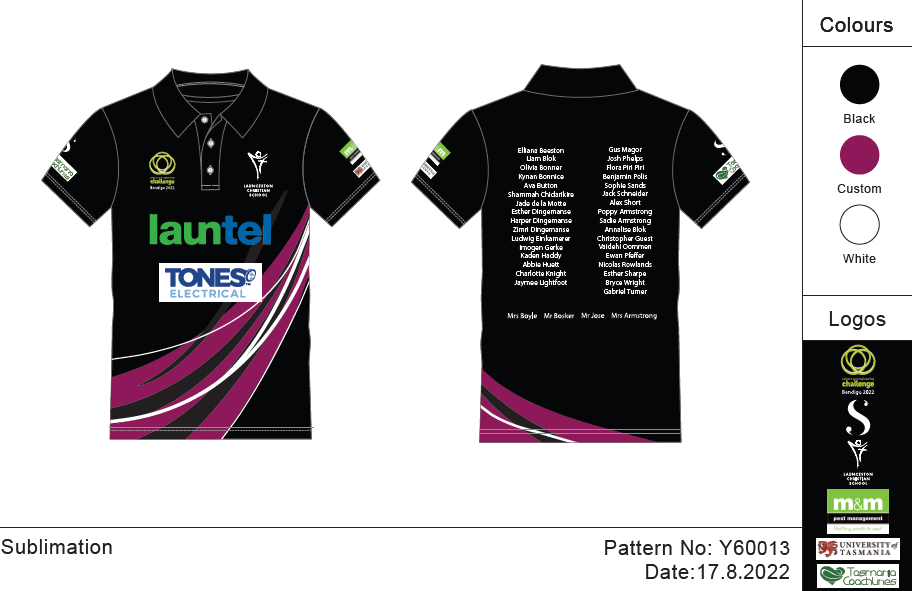 Colours
Black
Custom
White
Logos
challenge
Bendigo 2022
S
LAUNCESTON
CHRISTIAN
SCHOOL
m&m
pest management
UNIVERSITY of
TASMANIA
Tasmania
Coachlines
challenge
Bendigo 2022
LAUNCESTON
CHRISTIAN
SCHOOL
m&m
launtel
TONES
ELECTRICAL
m&m
Elliana Beeston
Liam Blok
Olivia Bonner
Kynan Bonnice
Ava Button
Shammah Chidarikire
Jade de la Motte
Esther Dingemanse
Harper Dingemanse
Zimri Dingemanse
Ludwig Einkamerer
Imogen Gerke
Kaden Haddy
Abbie Huett
Charlotte Knight
Jaymee Lightfoot
Gus Magor
Josh Phelps
Flora Piri Piri
Benjamin Polis
Sophie Sands
Jack Schneider
Alex Short
Poppy Armstrong
Sadie Armstrong
Annalise Blok
Christopher Guest
Vaidehi Oommen
Ewan Pfeffer
Nicolas Rowlands
Esther Sharpe
Bryce Wright
Gabriel Turner
Mrs Boyle Mr Bosker Mr Jose Mrs Armstrong
Sublimation
Pattern No: Y60013
Date:17.8.2022